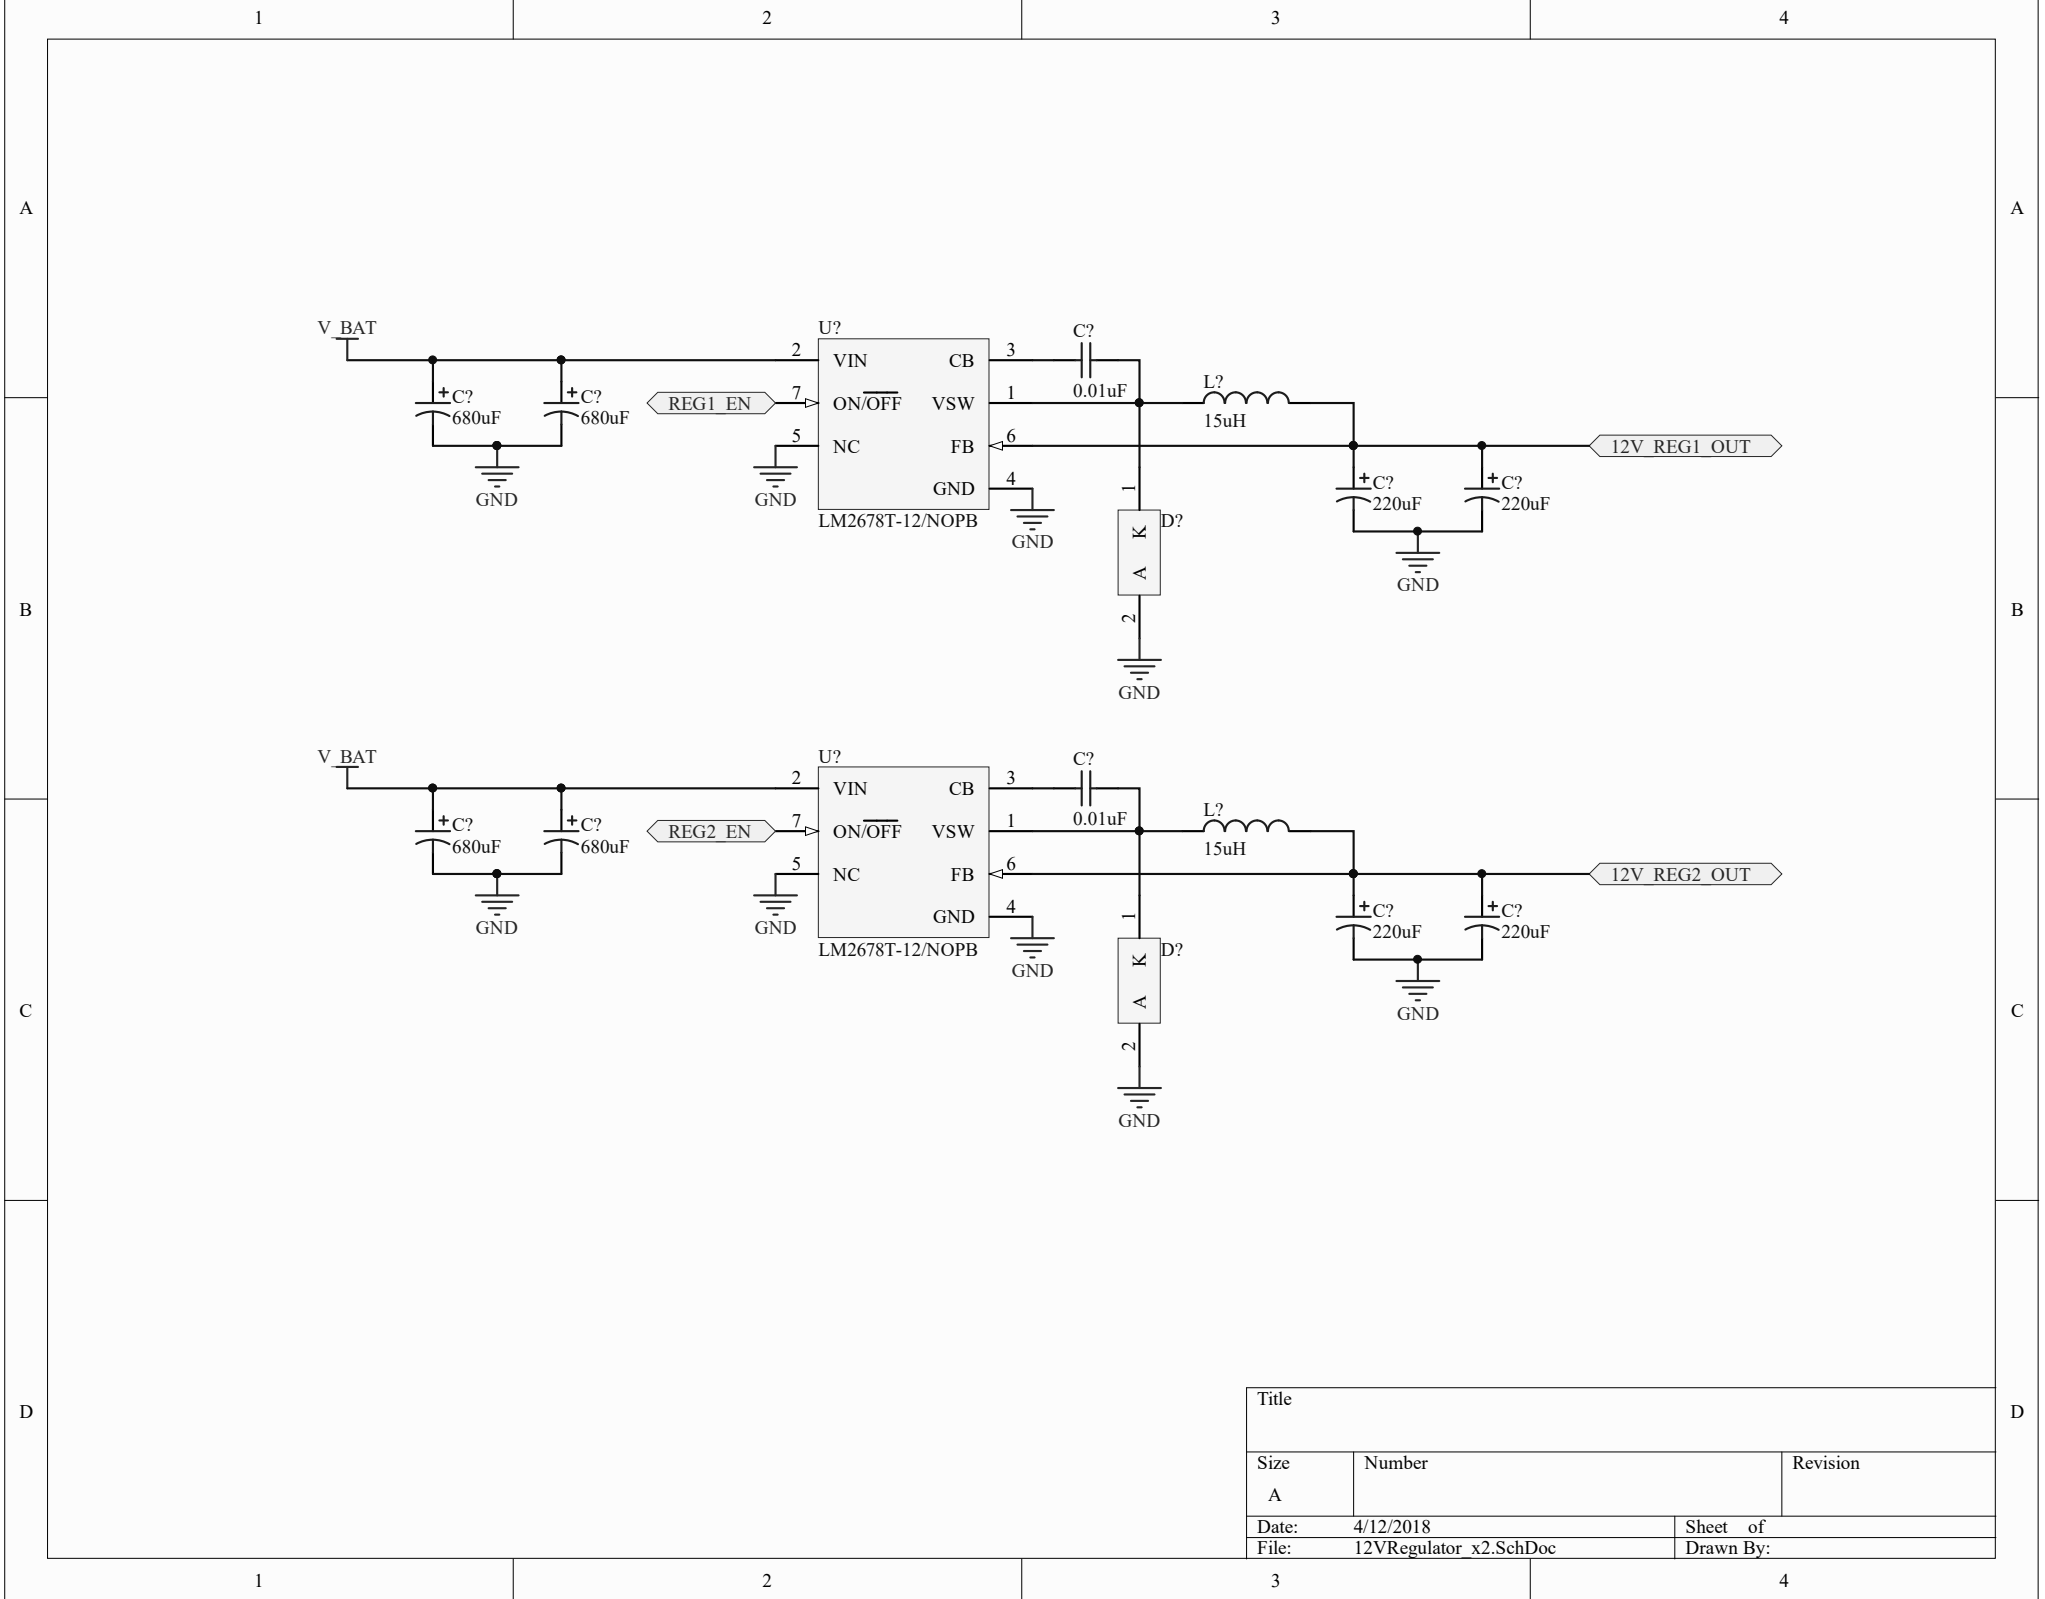 1 2 3 4
A A
V_BAT
U?
C?
2 VIN CB 3
L?
+ C? + C? REG1_EN 7 ON/OFF VSW 1 0.01uF
680uF 680uF 15uH
5 NC FB 6 12V_REG1_OUT
GND GND GND 4 1 + C? + C?
220uF 220uF
LM2678T-12/NOPB K D?
GND
A GND
B B
2
GND
V_BAT
U?
C?
2 VIN CB 3
L?
+ C? + C? REG2_EN 7 ON/OFF VSW 1 0.01uF
680uF 680uF 15uH
5 NC FB 6 12V_REG2_OUT
GND GND GND 4 1 + C? + C?
220uF 220uF
LM2678T-12/NOPB K D?
GND
A GND
C C
2
GND
D D
Title
Size Number Revision
A
Date: 4/12/2018 Sheet of
File: 12VRegulator_x2.SchDoc Drawn By:
1 2 3 4